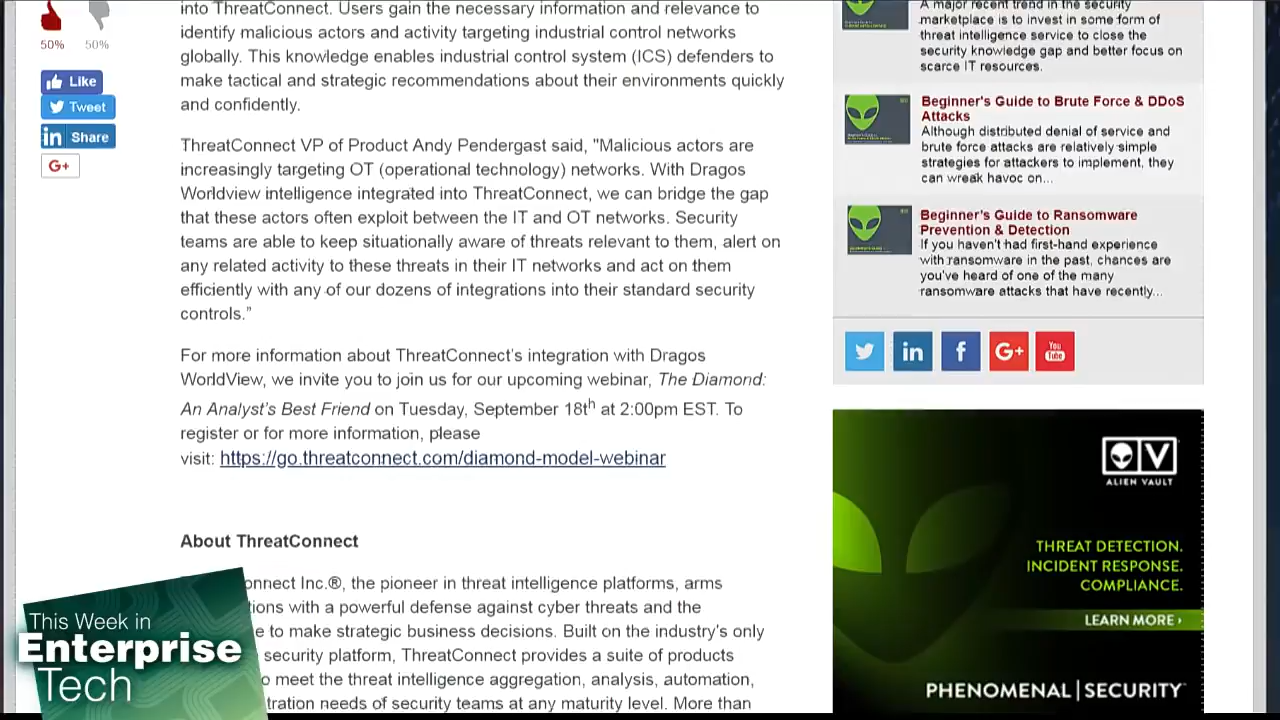 into ThreatConnect. Users gain the necessary information and relevance to
identify malicious actors and activity targeting industrial control networks
globally. This knowledge enables industrial control system (ICS) defenders to
make tactical and strategic recommendations about their environments quickly
and confidently.
ThreatConnect VP of Product Andy Pendergast said, "Malicious actors are
increasingly targeting OT (operational technology) networks. With Dragos
Worldview intelligence integrated into ThreatConnect, we can bridge the gap
that these actors often exploit between the IT and OT networks. Security
teams are able to keep situationally aware of threats relevant to them, alert on
any related activity to these threats in their IT networks and act on them
efficiently with any of our dozens of integrations into their standard security
controls.”
For more information about ThreatConnect’s integration with Dragos
WorldView, we invite you to join us for our upcoming webinar, The Diamond:
An Analyst’s Best Friend on Tuesday, September 18th at 2:00pm EST. To
register or for more information, please
visit: https://go.threatconnect.com/diamond-model-webinar
About ThreatConnect
onnect Inc.®, the pioneer in threat intelligence platforms, arms
ions with a powerful defense against cyber threats and the
e to make strategic business decisions. Built on the industry's only
security platform, ThreatConnect provides a suite of products
o meet the threat intelligence aggregation, analysis, automation,
tration needs of security teams at any maturity level. More than
50% 50%
Like
Tweet
in Share
G+
A major recent trend in the security
marketplace is to invest in some form of
threat intelligence service to close the
security knowledge gap and better focus on
scarce IT resources.
Beginner's Guide to Brute Force & DDoS
Attacks
Although distributed denial of service and
brute force attacks are relatively simple
strategies for attackers to implement, they
can wreak havoc on...
Beginner's Guide to Ransomware
Prevention & Detection
If you haven't had first-hand experience
with ransomware in the past, chances are
you've heard of one of the many
ransomware attacks that have recently...
in f G+ You Tube
ALIEN VAULT
THREAT DETECTION.
INCIDENT RESPONSE.
COMPLIANCE.
LEARN MORE ›
PHENOMENAL | SECURITY
This Week in
Enterprise
Tech